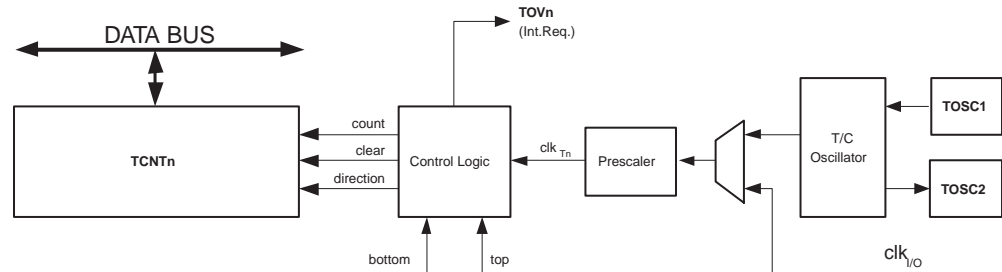 TOVn
(Int.Req.)
DATA BUS
TCNTn
count
clear
direction
Control Logic
clk Tn
Prescaler
T/C
Oscillator
TOSC1
TOSC2
bottom
top
clk I/O